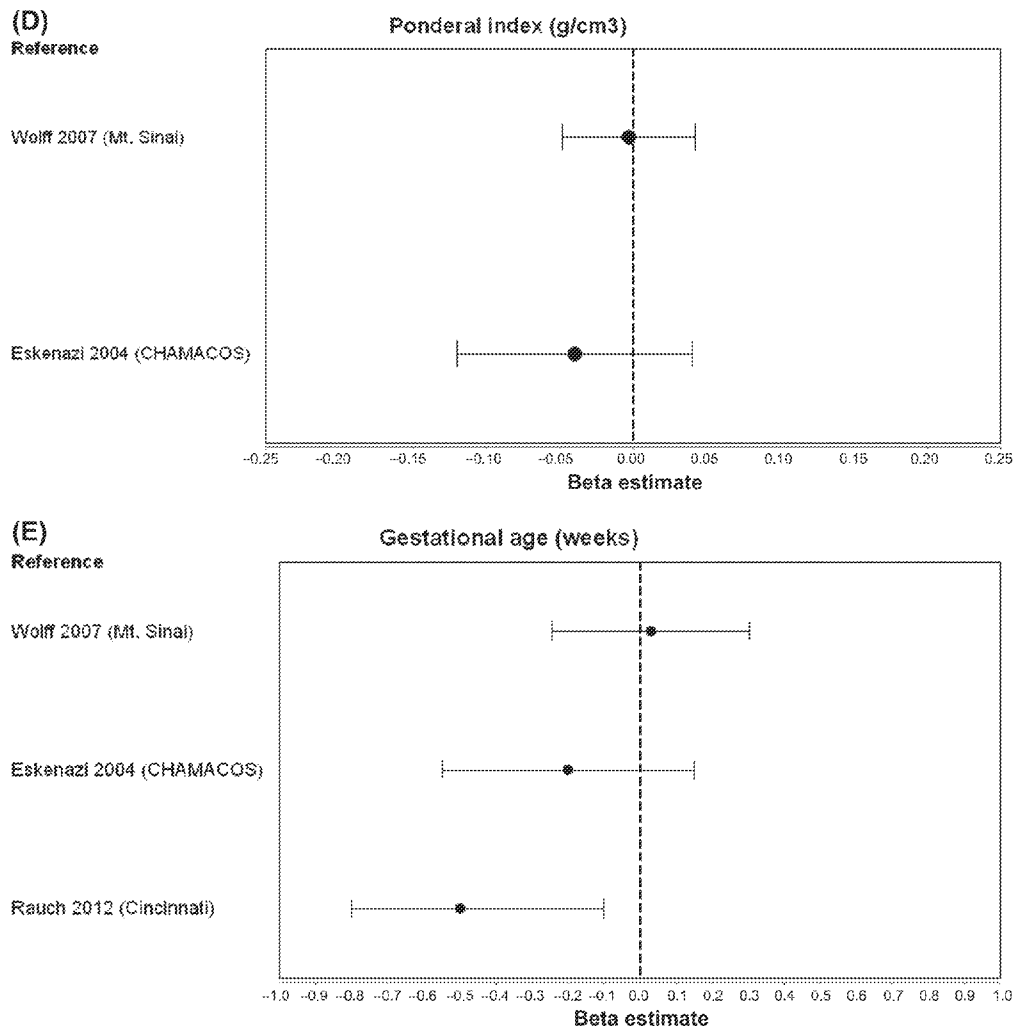 (D)
Ponderal index (g/cm3)
Reference
Wolff 2007 (Mt. Sinai)
Eskenazi 2004 (CHAMACOS)
−0.25 −0.20 −0.15 −0.10 −0.05 0.00 0.05 0.10 0.15 0.20 0.25
Beta estimate
(E)
Gestational age (weeks)
Reference
Wolff 2007 (Mt. Sinai)
Eskenazi 2004 (CHAMACOS)
Rauch 2012 (Cincinnati)
−1.0 −0.9 −0.8 −0.7 −0.6 −0.5 −0.4 −0.3 −0.2 −0.1 0.0 0.1 0.2 0.3 0.4 0.5 0.6 0.7 0.8 0.9 1.0
Beta estimate